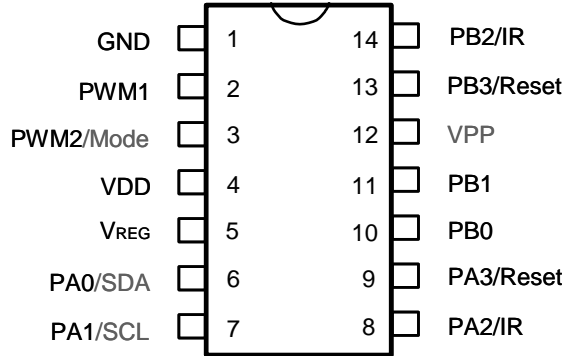 GND 1 14 PB2/IR
PWM1 2 13 PB3/Reset
PWM2/Mode 3 12 VPP
VDD 4 11 PB1
VREG 5 10 PB0
PA0/SDA 6 9 PA3/Reset
PA1/SCL 7 8 PA2/IR